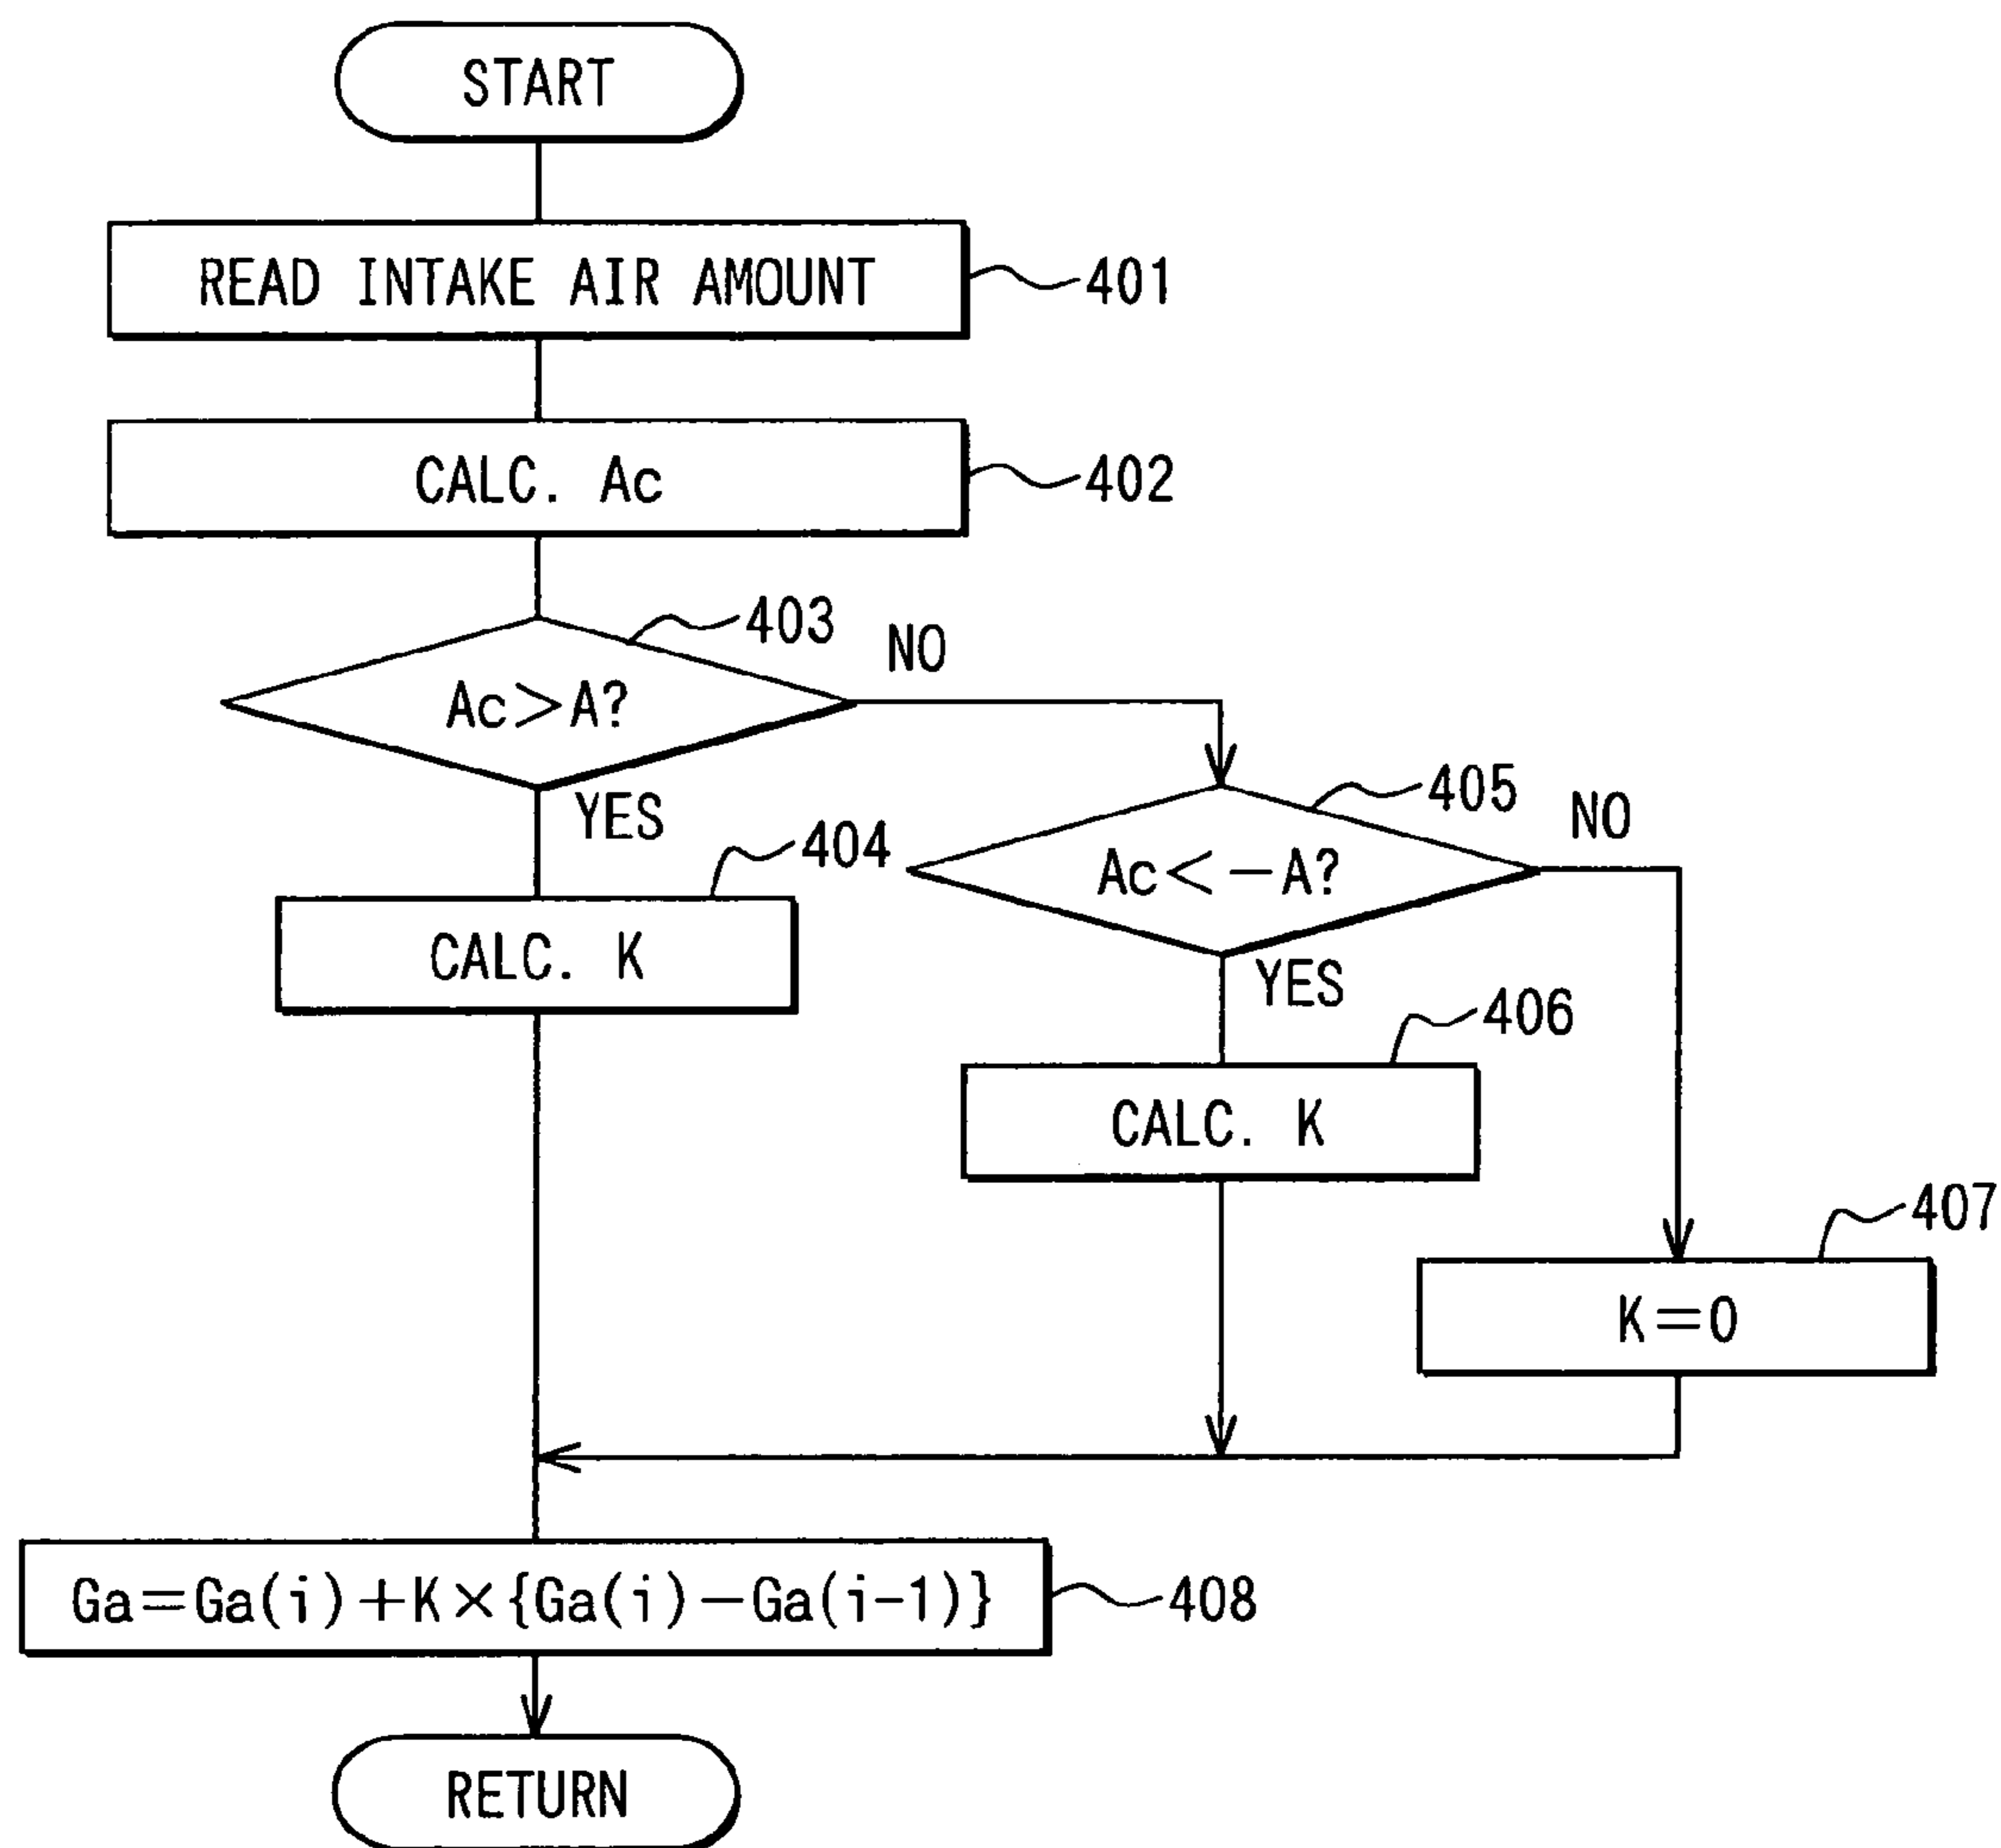 START
READ INTAKE AIR AMOUNT
401
CALC. Ac
402
403
Ac>A?
NO
YES
404
CALC. K
405
Ac<-A?
NO
YES
406
CALC. K
407
K=0
Ga=Ga(i)+K×{Ga(i)-Ga(i-1)}
408
RETURN